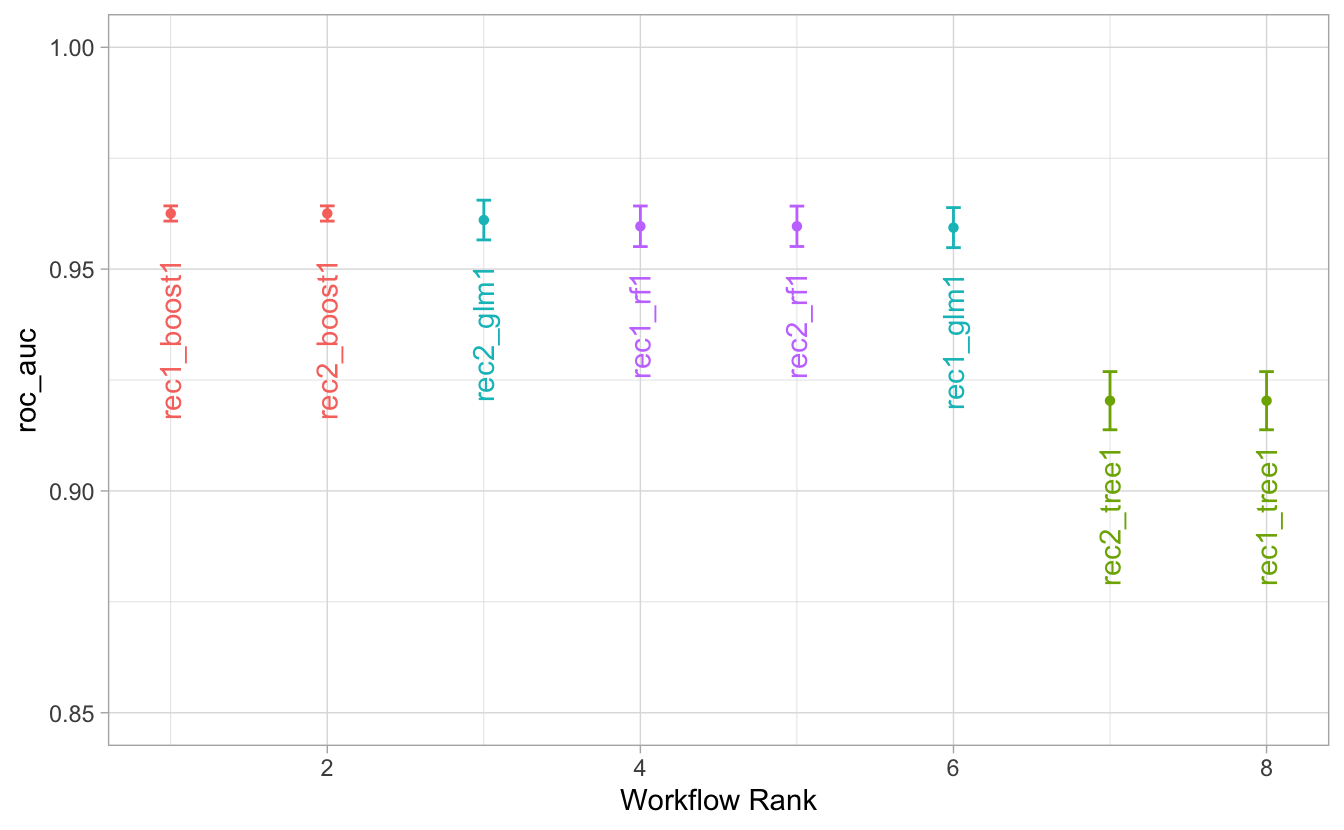 1.00
0.95
0.90
0.85
roc_auc
rec1_boost1
rec2_boost1
rec2_glm1
rec1_rf1
rec2_rf1
rec1_glm1
rec2_tree1
rec1_tree1
2
4
6
8
Workflow Rank